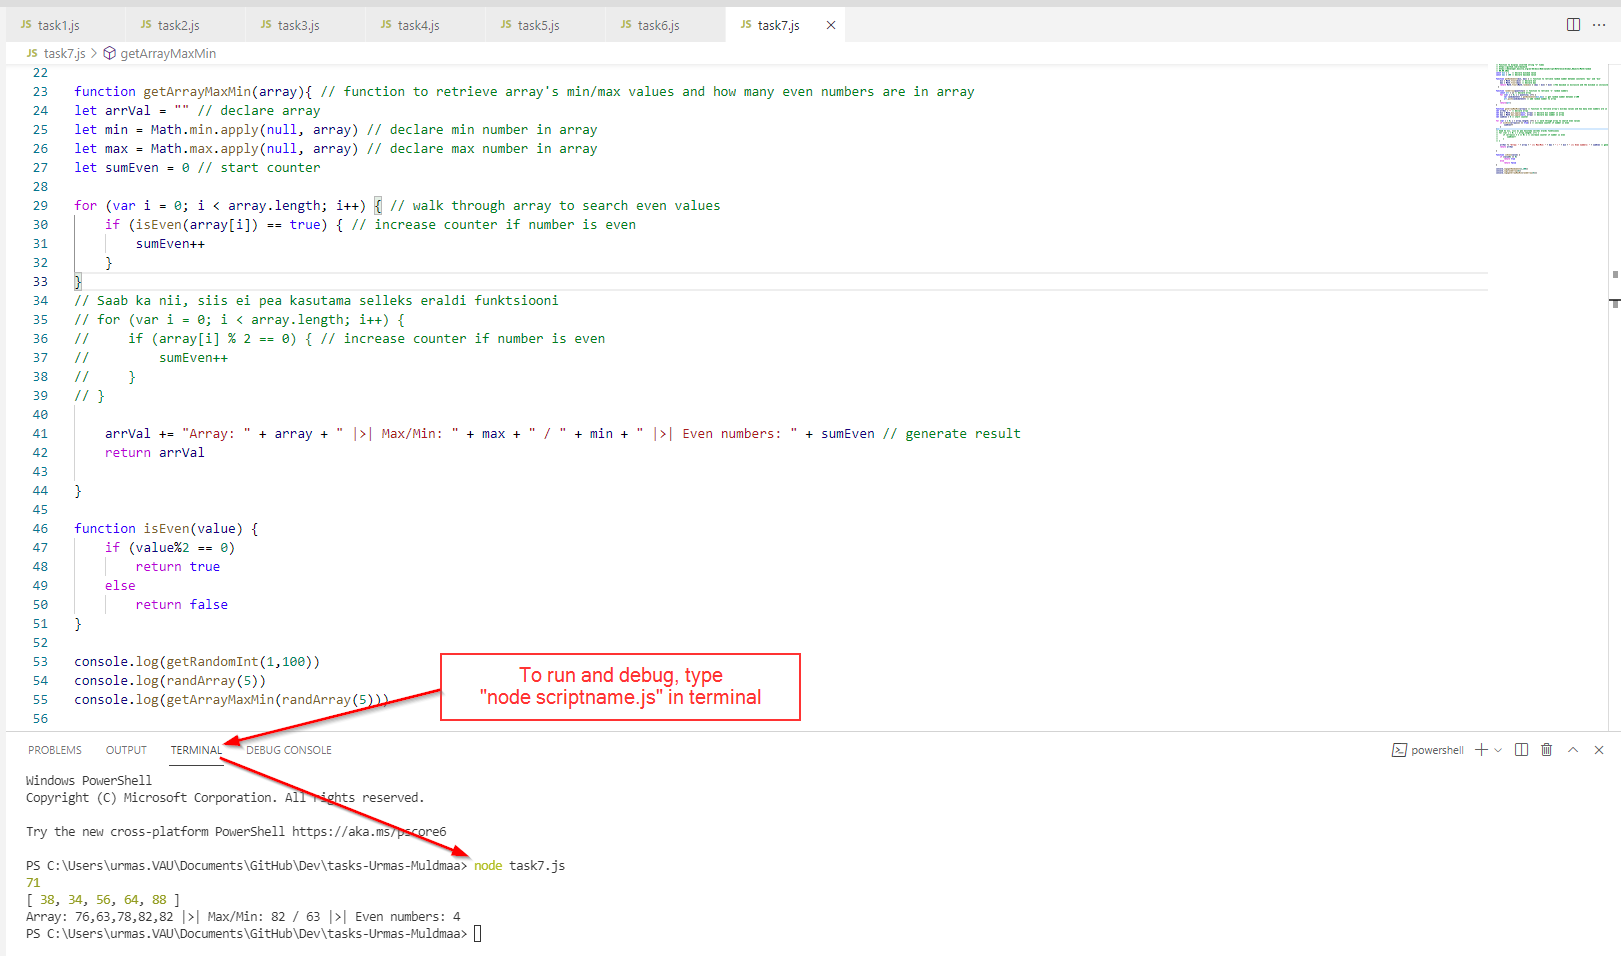 JS task1.js JS task2.js JS task3.js JS task4.js JS task5.js JS task6.js JS task7.js
JS task7.js > getArrayMaxMin
22
23 function getArrayMaxMin(array){ // function to retrieve array's min/max values and how many even numbers are in array
24 let arrVal = "" // declare array
25 let min = Math.min.apply(null, array) // declare min number in array
26 let max = Math.max.apply(null, array) // declare max number in array
27 let sumEven = 0 // start counter
28
29 for (var i = 0; i < array.length; i++) { // walk through array to search even values
30 if (isEven(array[i]) == true) { // increase counter if number is even
31 sumEven++
32 }
33 }
34 // Saab ka nii, siis ei pea kasutama selleks eraldi funktsiooni
35 // for (var i = 0; i < array.length; i++) {
36 // if (array[i] % 2 == 0) { // increase counter if number is even
37 // sumEven++
38 // }
39 // }
40
41 arrVal += "Array: " + array + " |>| Max/Min: " + max + " / " + min + " |>| Even numbers: " + sumEven // generate result
42 return arrVal
43
44 }
45
46 function isEven(value) {
47 if (value%2 == 0)
48 return true
49 else
50 return false
51 }
52
53 console.log(getRandomInt(1,100))
54 console.log(randArray(5))
55 console.log(getArrayMaxMin(randArray(5)))
56
To run and debug, type
"node scriptname.js" in terminal
PROBLEMS OUTPUT TERMINAL DEBUG CONSOLE powershell
Windows PowerShell
Copyright (C) Microsoft Corporation. All rights reserved.
Try the new cross-platform PowerShell https://aka.ms/pscore6
PS C:\Users\urmas.VAU\Documents\GitHub\Dev\tasks-Urmas-Muldmaa> node task7.js
71
[ 38, 34, 56, 64, 88 ]
Array: 76,63,78,82,82 |>| Max/Min: 82 / 63 |>| Even numbers: 4
PS C:\Users\urmas.VAU\Documents\GitHub\Dev\tasks-Urmas-Muldmaa>